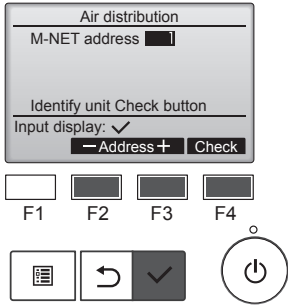 Air distribution
M-NET address 1
Identify unit Check button
Input display: ✓
− Address + Check
F1 F2 F3 F4